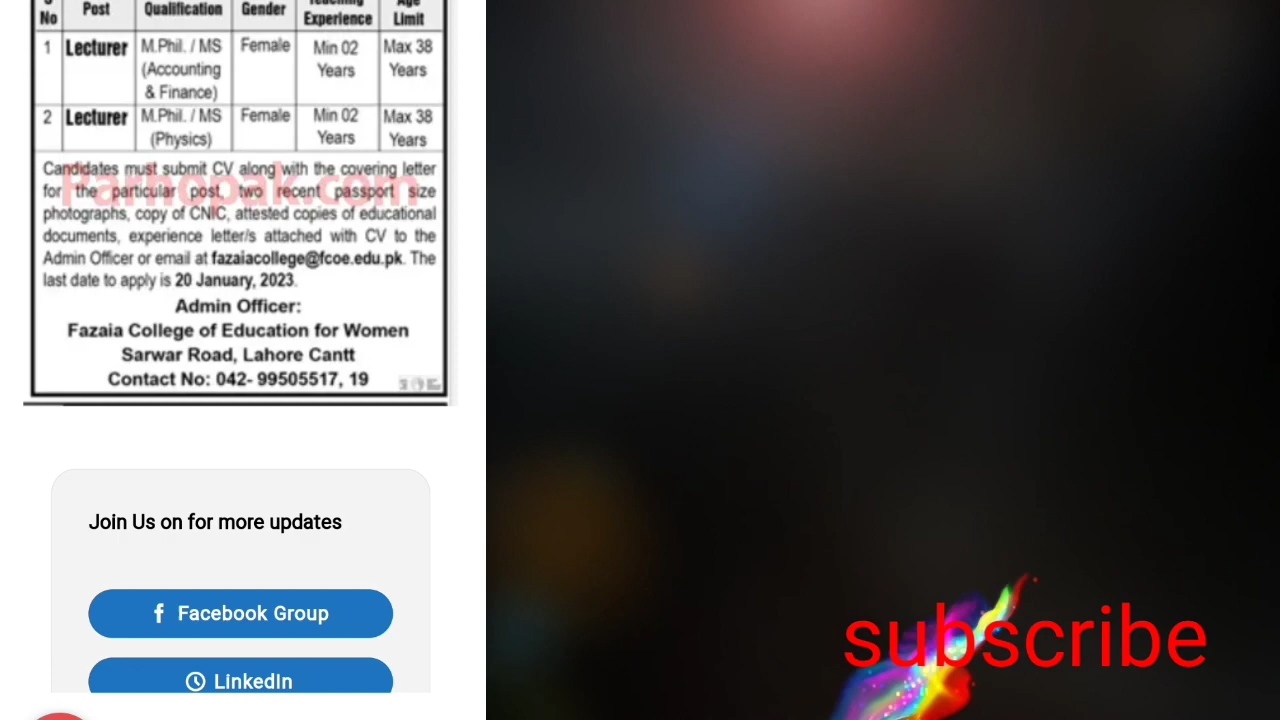 S No Post Qualification Gender Teaching Experience Age Limit
1 Lecturer M.Phil. / MS (Accounting & Finance) Female Min 02 Years Max 38 Years
2 Lecturer M.Phil. / MS (Physics) Female Min 02 Years Max 38 Years
Candidates must submit CV along with the covering letter
for the particular post, two recent passport size
photographs, copy of CNIC, attested copies of educational
documents, experience letter/s attached with CV to the
Admin Officer or email at fazaiacollege@fcoe.edu.pk. The
last date to apply is 20 January, 2023.
Parhopak.com
Admin Officer:
Fazaia College of Education for Women
Sarwar Road, Lahore Cantt
Contact No: 042- 99505517, 19
Join Us on for more updates
Facebook Group
LinkedIn
subscribe